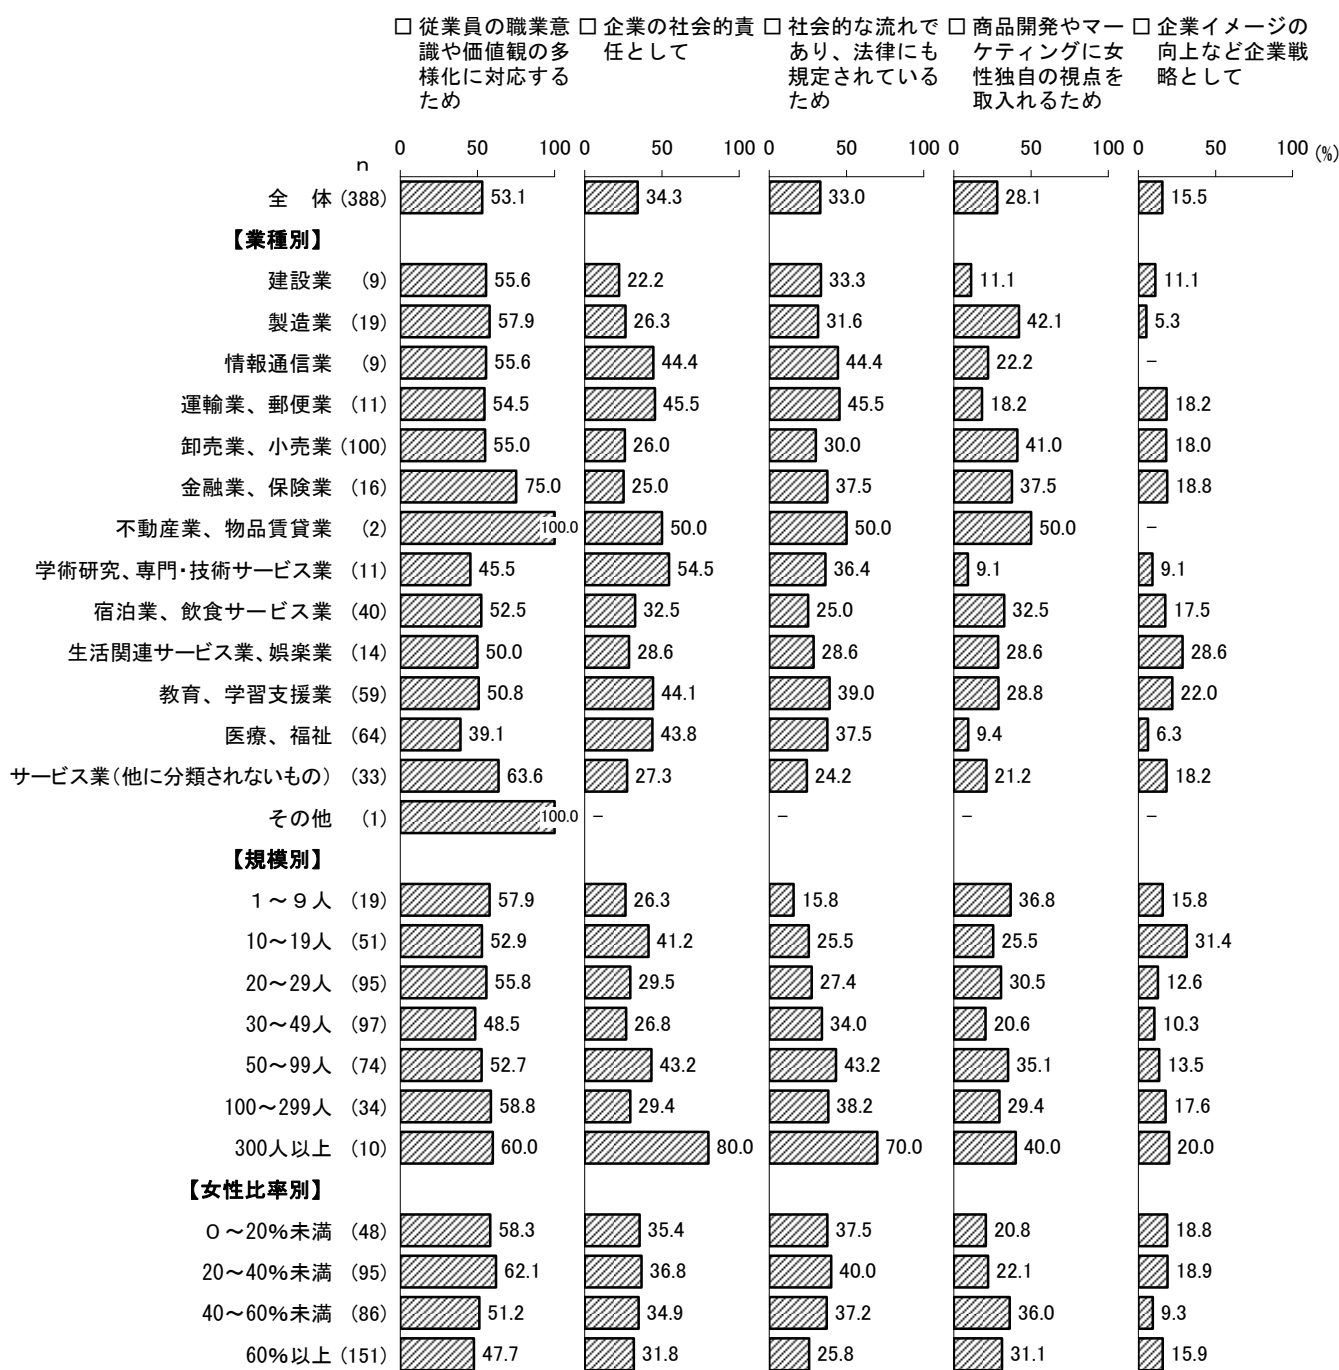 □ 従業員の職業意
識や価値観の多
様化に対応する
ため
□ 企業の社会的責
任として
□ 社会的な流れで
あり、法律にも
規定されている
ため
□ 商品開発やマー
ケティングに女
性独自の視点を
取入れるため
□ 企業イメージの
向上など企業戦
略として
n 0 50 100 0 50 100 0 50 100 0 50 100 0 50 100 (%)
全　体 (388) 53.1 34.3 33.0 28.1 15.5
【業種別】
建設業 (9) 55.6 22.2 33.3 11.1 11.1
製造業 (19) 57.9 26.3 31.6 42.1 5.3
情報通信業 (9) 55.6 44.4 44.4 22.2 −
運輸業、郵便業 (11) 54.5 45.5 45.5 18.2 18.2
卸売業、小売業 (100) 55.0 26.0 30.0 41.0 18.0
金融業、保険業 (16) 75.0 25.0 37.5 37.5 18.8
不動産業、物品賃貸業 (2) 100.0 50.0 50.0 50.0 −
学術研究、専門・技術サービス業 (11) 45.5 54.5 36.4 9.1 9.1
宿泊業、飲食サービス業 (40) 52.5 32.5 25.0 32.5 17.5
生活関連サービス業、娯楽業 (14) 50.0 28.6 28.6 28.6 28.6
教育、学習支援業 (59) 50.8 44.1 39.0 28.8 22.0
医療、福祉 (64) 39.1 43.8 37.5 9.4 6.3
サービス業（他に分類されないもの） (33) 63.6 27.3 24.2 21.2 18.2
その他 (1) 100.0 − − − −
【規模別】
１～９人 (19) 57.9 26.3 15.8 36.8 15.8
10～19人 (51) 52.9 41.2 25.5 25.5 31.4
20～29人 (95) 55.8 29.5 27.4 30.5 12.6
30～49人 (97) 48.5 26.8 34.0 20.6 10.3
50～99人 (74) 52.7 43.2 43.2 35.1 13.5
100～299人 (34) 58.8 29.4 38.2 29.4 17.6
300人以上 (10) 60.0 80.0 70.0 40.0 20.0
【女性比率別】
０～20%未満 (48) 58.3 35.4 37.5 20.8 18.8
20～40%未満 (95) 62.1 36.8 40.0 22.1 18.9
40～60%未満 (86) 51.2 34.9 37.2 36.0 9.3
60%以上 (151) 47.7 31.8 25.8 31.1 15.9